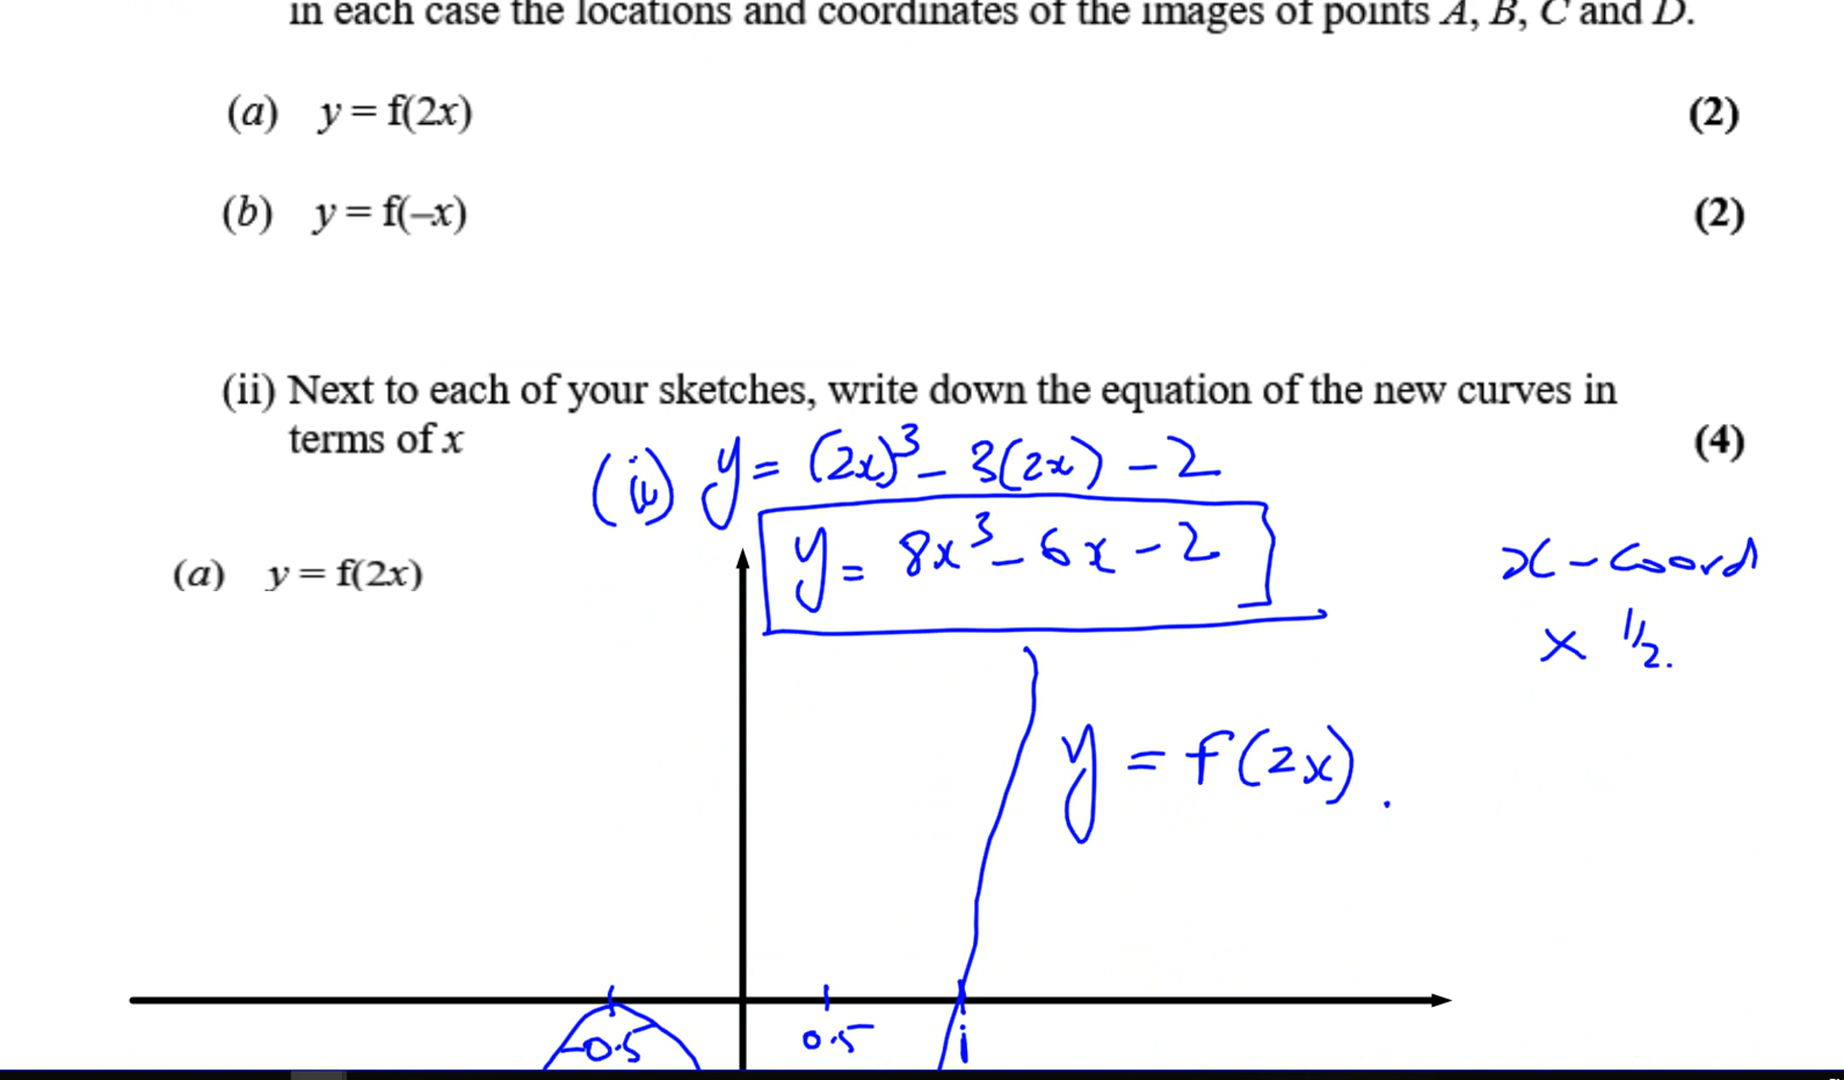 in each case the locations and coordinates of the images of points A, B, C and D.
(a) y = f(2x) (2)
(b) y = f(–x) (2)
(ii) Next to each of your sketches, write down the equation of the new curves in
terms of x (4)
(ii) y = (2x)³ – 3(2x) – 2
y = 8x³ – 6x – 2
(a) y = f(2x)
x – coord
× 1/2.
y = f(2x).
-0.5 0.5 1